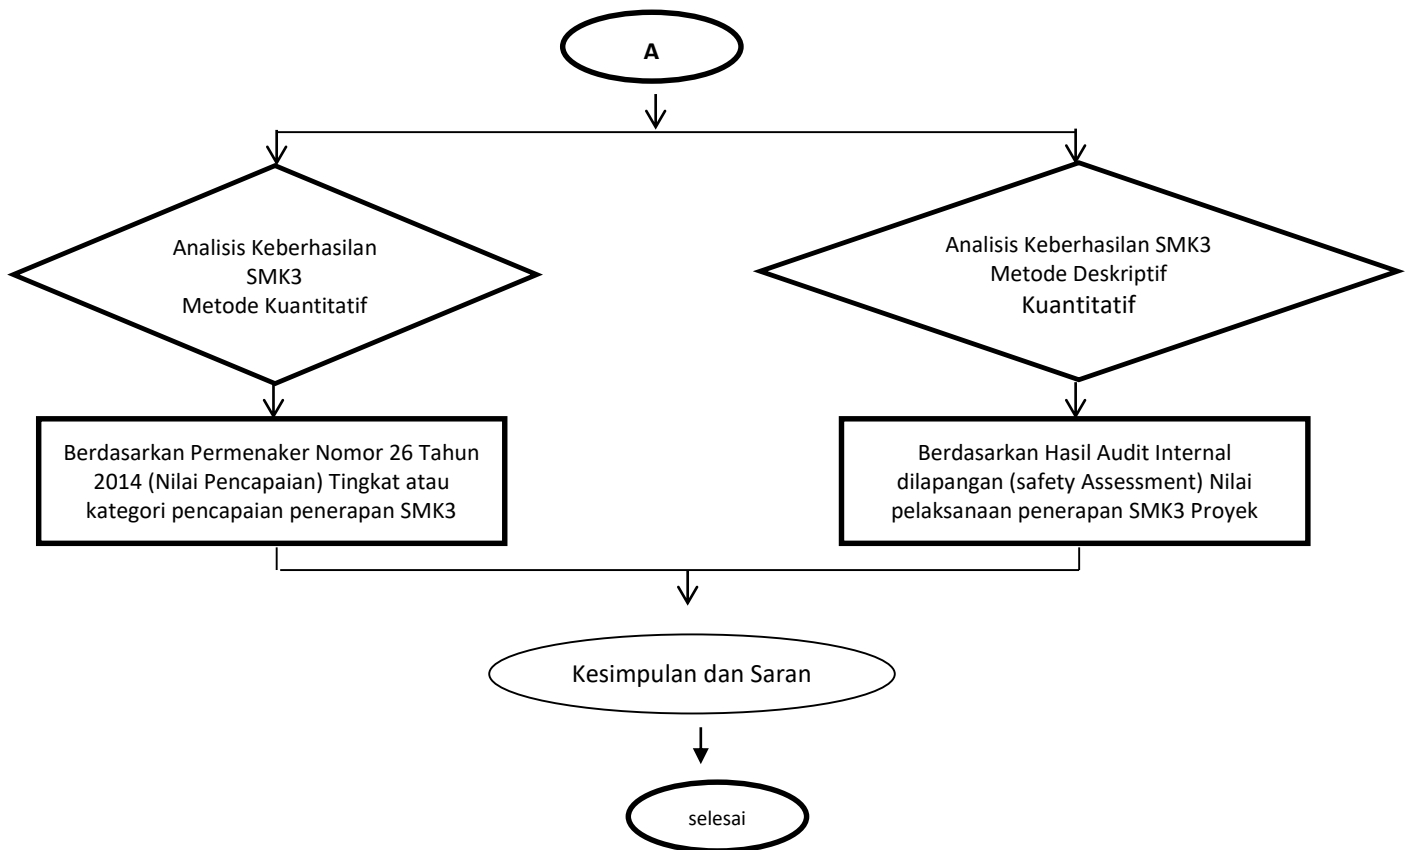 A
Analisis Keberhasilan
SMK3
Metode Kuantitatif
Analisis Keberhasilan SMK3
Metode Deskriptif
Kuantitatif
Berdasarkan Permenaker Nomor 26 Tahun
2014 (Nilai Pencapaian) Tingkat atau
kategori pencapaian penerapan SMK3
Berdasarkan Hasil Audit Internal
dilapangan (safety Assessment) Nilai
pelaksanaan penerapan SMK3 Proyek
Kesimpulan dan Saran
selesai